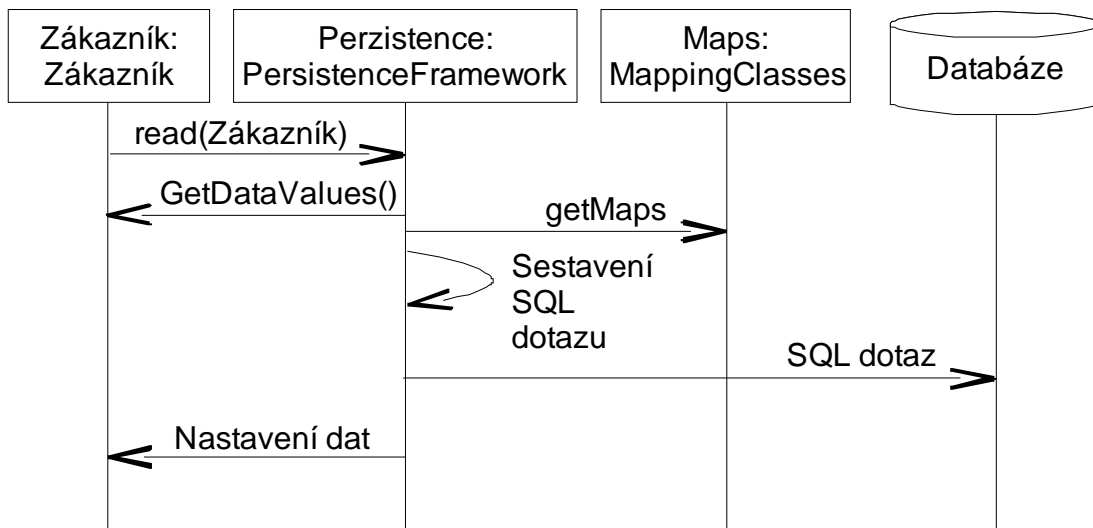 Zákazník:
Zákazník
Perzistence:
PersistenceFramework
Maps:
MappingClasses
Databáze
read(Zákazník)
GetDataValues()
getMaps
Sestavení
SQL
dotazu
SQL dotaz
Nastavení dat